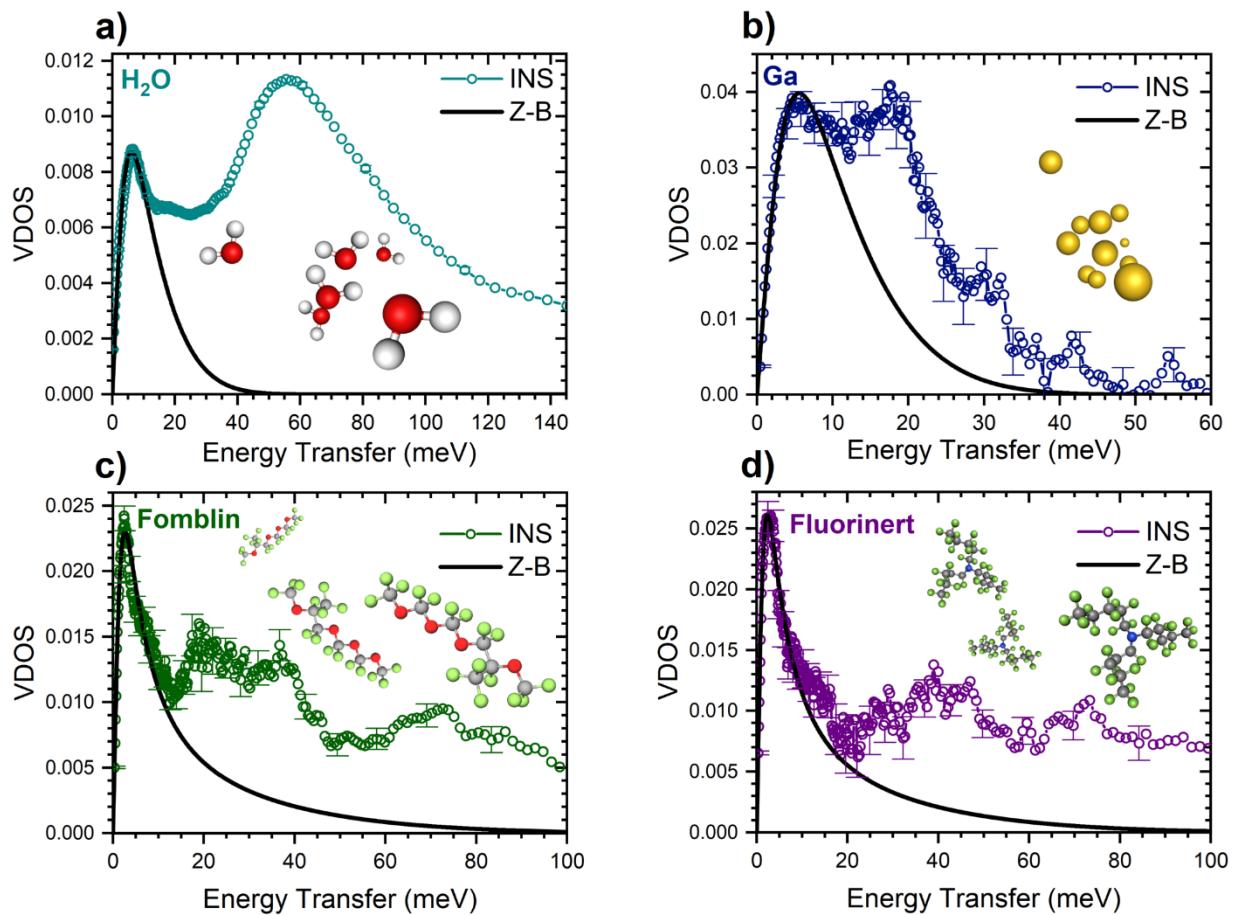 a)
H₂O
INS
Z-B
VDOS
0.012
0.010
0.008
0.006
0.004
0.002
0.000
0 20 40 60 80 100 120 140
Energy Transfer (meV)
b)
Ga
INS
Z-B
VDOS
0.04
0.03
0.02
0.01
0.00
0 10 20 30 40 50 60
Energy Transfer (meV)
c)
Fomblin
INS
Z-B
VDOS
0.025
0.020
0.015
0.010
0.005
0.000
0 20 40 60 80 100
Energy Transfer (meV)
d)
Fluorinert
INS
Z-B
VDOS
0.025
0.020
0.015
0.010
0.005
0.000
0 20 40 60 80 100
Energy Transfer (meV)